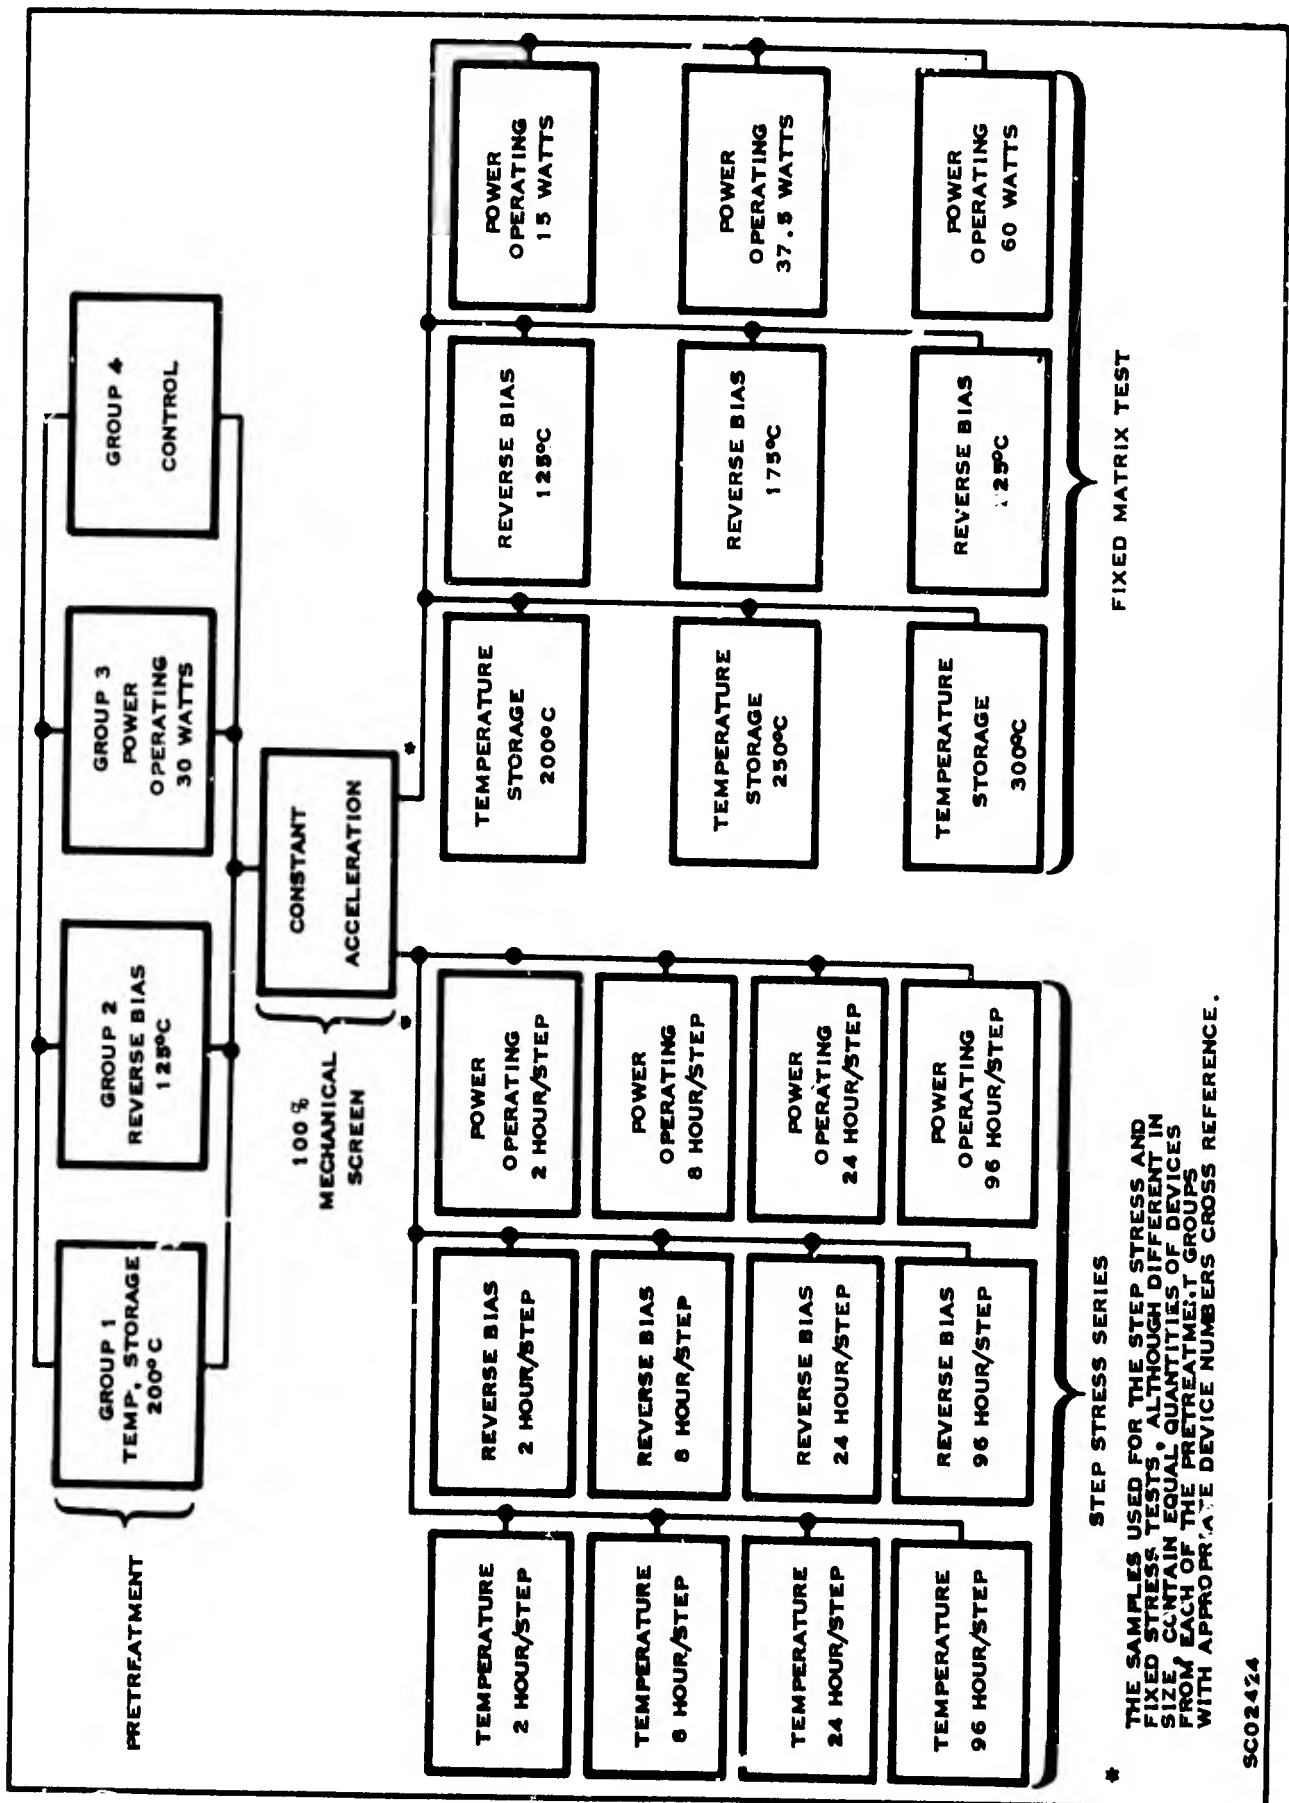 PRETREATMENT
GROUP 1
TEMP, STORAGE
200°C
GROUP 2
REVERSE BIAS
125°C
GROUP 3
POWER
OPERATING
30 WATTS
GROUP 4
CONTROL
100%
MECHANICAL
SCREEN
CONSTANT
ACCELERATION
*
*
TEMPERATURE
2 HOUR/STEP
REVERSE BIAS
2 HOUR/STEP
POWER
OPERATING
2 HOUR/STEP
TEMPERATURE
8 HOUR/STEP
REVERSE BIAS
8 HOUR/STEP
POWER
OPERATING
8 HOUR/STEP
TEMPERATURE
24 HOUR/STEP
REVERSE BIAS
24 HOUR/STEP
POWER
OPERATING
24 HOUR/STEP
TEMPERATURE
96 HOUR/STEP
REVERSE BIAS
96 HOUR/STEP
POWER
OPERATING
96 HOUR/STEP
STEP STRESS SERIES
TEMPERATURE
STORAGE
200°C
REVERSE BIAS
125°C
POWER
OPERATING
15 WATTS
TEMPERATURE
STORAGE
250°C
REVERSE BIAS
175°C
POWER
OPERATING
37.5 WATTS
TEMPERATURE
STORAGE
300°C
REVERSE BIAS
POWER
OPERATING
60 WATTS
FIXED MATRIX TEST
* THE SAMPLES USED FOR THE STEP STRESS AND
FIXED STRESS TESTS, ALTHOUGH DIFFERENT IN
SIZE, CONTAIN EQUAL QUANTITIES OF DEVICES
FROM EACH OF THE PRETREATMENT GROUPS
WITH APPROPRIATE DEVICE NUMBERS CROSS REFERENCE.
SC02424